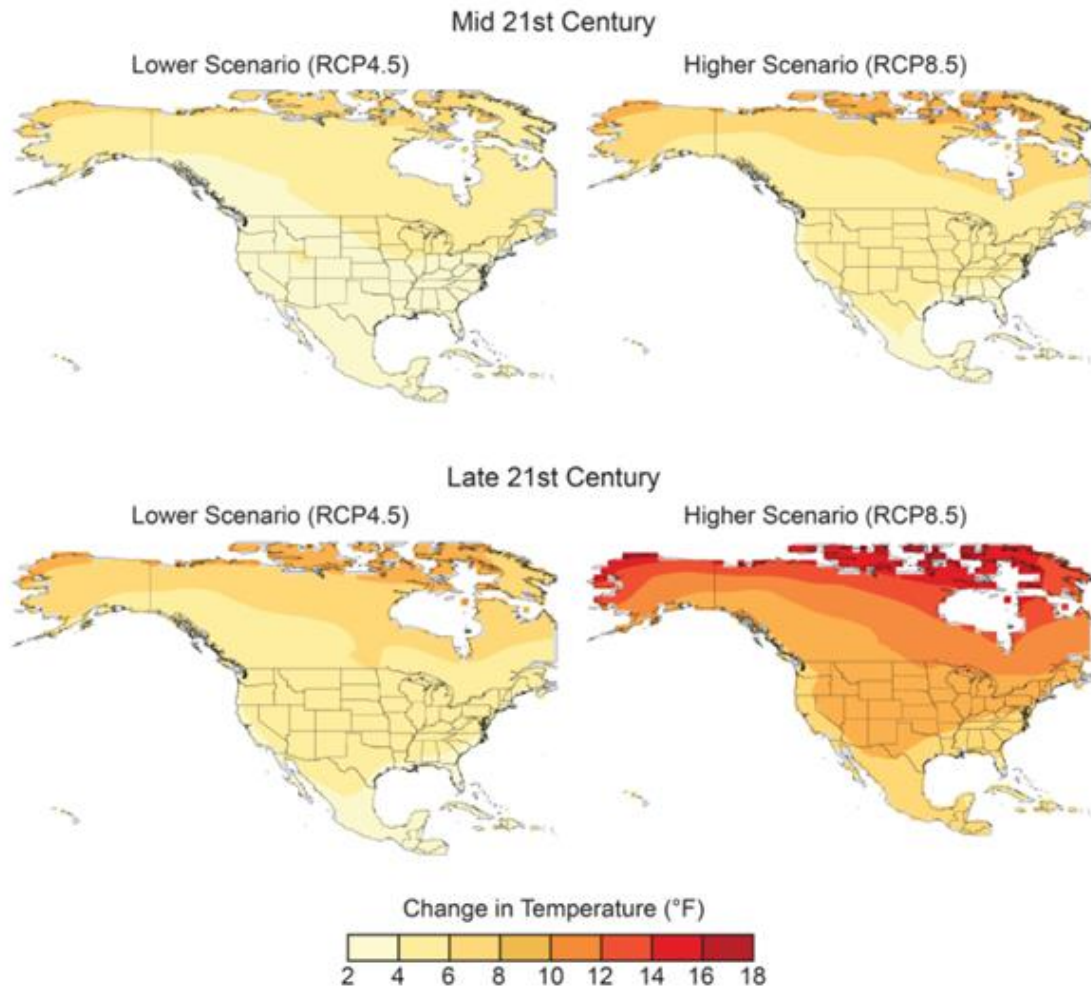 Mid 21st Century
Lower Scenario (RCP4.5)
Higher Scenario (RCP8.5)
Late 21st Century
Lower Scenario (RCP4.5)
Higher Scenario (RCP8.5)
Change in Temperature (°F)
2 4 6 8 10 12 14 16 18